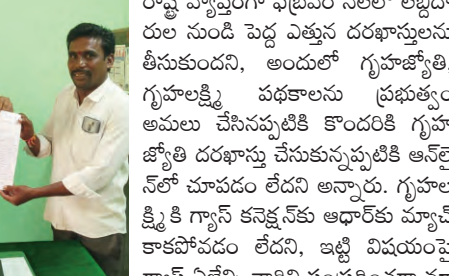 రాష్ట్ర వ్యాప్తంగా ఫిబ్రవరి నెలలో లబ్ధిదా
రుల నుండి పెద్ద ఎత్తున దరఖాస్తులను
తీసుకుందని, అందులో గృహజ్యోతి,
గృహలక్ష్మి పథకాలను ప్రభుత్వం
అమలు చేసినప్పటికి కొందరికి గృహ
జ్యోతి దరఖాస్తు చేసుకున్నప్పటికి ఆన్‌లై
న్‌లో చూపడం లేదని అన్నారు. గృహల
క్ష్మి కి గ్యాస్ కనెక్షన్‌కు ఆధార్‌కు మ్యాచ్
కాకపోవడం లేదని, ఇట్టి విషయంపై